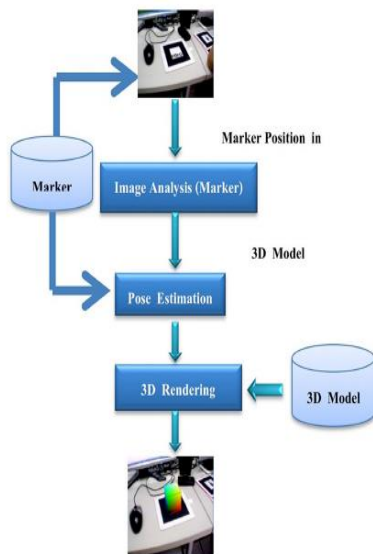 Marker Position in
Marker
Image Analysis (Marker)
3D Model
Pose Estimation
3D Rendering
3D Model